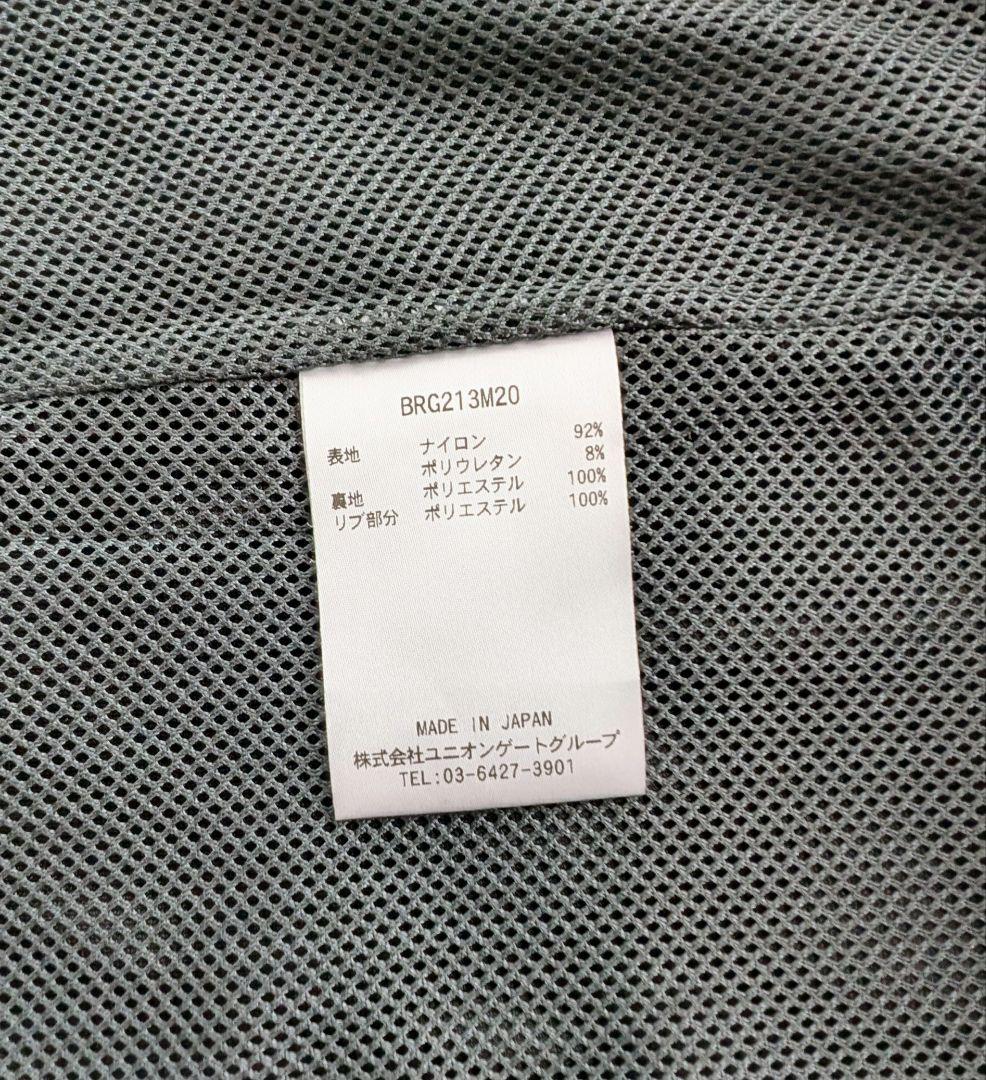 BRG213M20
表地 ナイロン 92%
ポリウレタン 8%
裏地 ポリエステル 100%
リブ部分 ポリエステル 100%
MADE IN JAPAN
株式会社ユニオンゲートグループ
TEL:03-6427-3901